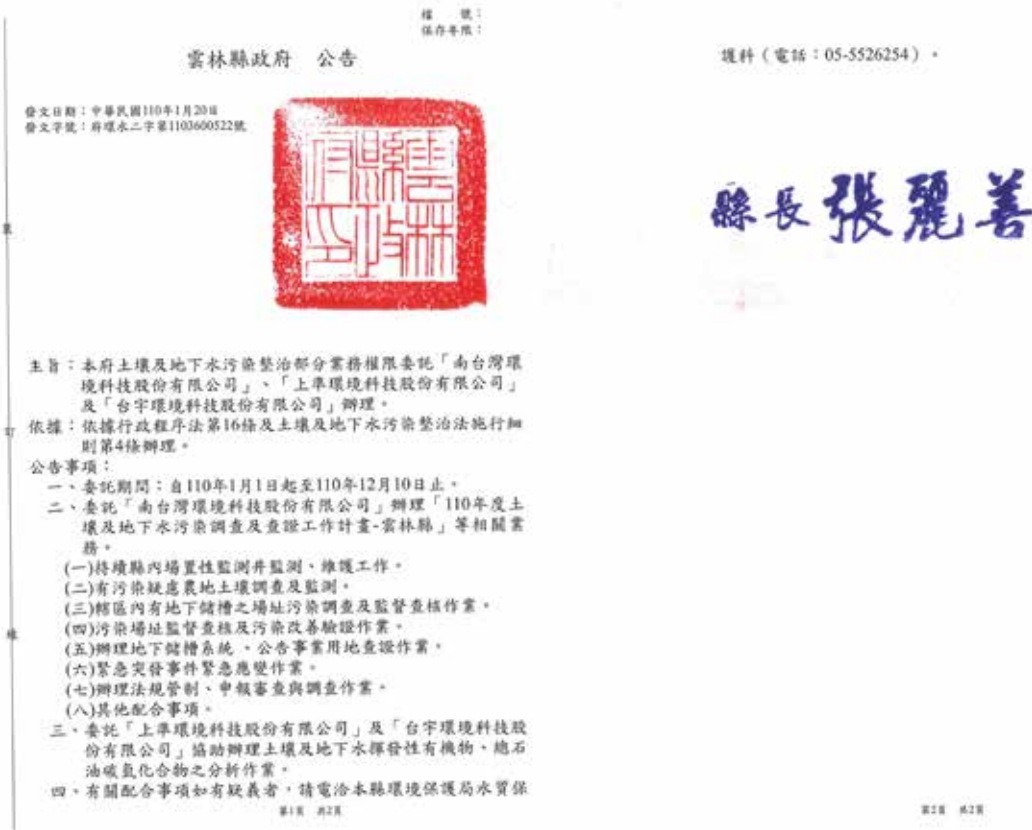 檔　　號：
保存年限：
雲林縣政府　公告
發文日期：中華民國110年1月20日
發文字號：府環水二字第1103600522號
雲林縣政府印
主旨：本府土壤及地下水污染整治部分業務權限委託「南台灣環
境科技股份有限公司」、「上準環境科技股份有限公司」
及「台宇環境科技股份有限公司」辦理。
依據：依據行政程序法第16條及土壤及地下水污染整治法施行細
則第4條辦理。
公告事項：
一、委託期間：自110年1月1日起至110年12月10日止。
二、委託「南台灣環境科技股份有限公司」辦理「110年度土
壤及地下水污染調查及查證工作計畫-雲林縣」等相關業
務。
(一)持續縣內場置性監測井監測、維護工作。
(二)有污染疑慮農地土壤調查及監測。
(三)轄區內有地下儲槽之場址污染調查及監督查核作業。
(四)污染場址監督查核及污染改善驗證作業。
(五)辦理地下儲槽系統、公告事業用地查證作業。
(六)緊急突發事件緊急應變作業。
(七)辦理法規管制、申報審查與調查作業。
(八)其他配合事項。
三、委託「上準環境科技股份有限公司」及「台宇環境科技股
份有限公司」協助辦理土壤及地下水揮發性有機物、總石
油碳氫化合物之分析作業。
四、有關配合事項如有疑義者，請電洽本縣環境保護局水質保
第1頁　共2頁
裝
訂
線
護科（電話：05-5526254）。
縣長張麗善
第2頁　共2頁